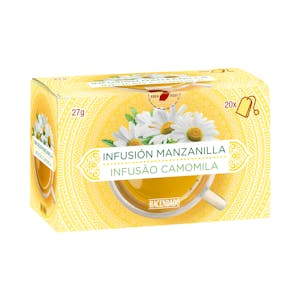 27g
20x
INFUSIÓN MANZANILLA
INFUSÃO CAMOMILA
HACENDADO